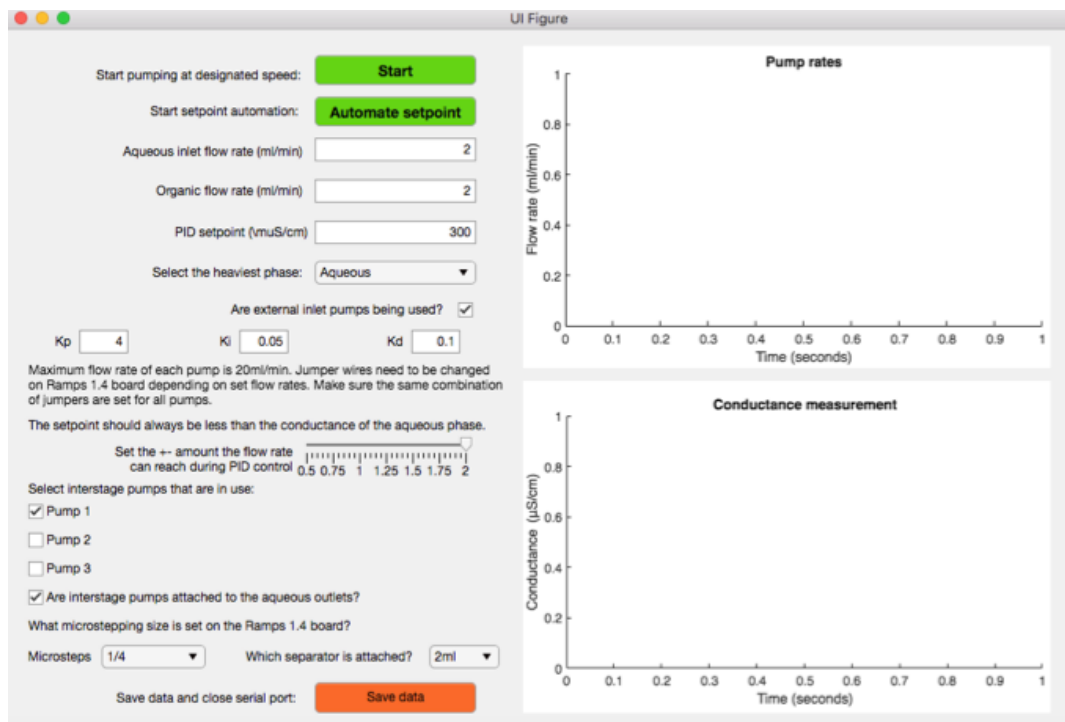 UI Figure
Start pumping at designated speed:
Start
Start setpoint automation:
Automate setpoint
Aqueous inlet flow rate (ml/min)
2
Organic flow rate (ml/min)
2
PID setpoint (\muS/cm)
300
Select the heaviest phase:
Aqueous
Are external inlet pumps being used?
Kp 4 Ki 0.05 Kd 0.1
Maximum flow rate of each pump is 20ml/min. Jumper wires need to be changed
on Ramps 1.4 board depending on set flow rates. Make sure the same combination
of jumpers are set for all pumps.
The setpoint should always be less than the conductance of the aqueous phase.
Set the +- amount the flow rate
can reach during PID control
0.5 0.75 1 1.25 1.5 1.75 2
Select interstage pumps that are in use:
Pump 1
Pump 2
Pump 3
Are interstage pumps attached to the aqueous outlets?
What microstepping size is set on the Ramps 1.4 board?
Microsteps 1/4 Which separator is attached? 2ml
Save data and close serial port:
Save data
Pump rates
1
0.8
0.6
0.4
0.2
0
Flow rate (ml/min)
0 0.1 0.2 0.3 0.4 0.5 0.6 0.7 0.8 0.9 1
Time (seconds)
Conductance measurement
1
0.8
0.6
0.4
0.2
0
Conductance (µS/cm)
0 0.1 0.2 0.3 0.4 0.5 0.6 0.7 0.8 0.9 1
Time (seconds)